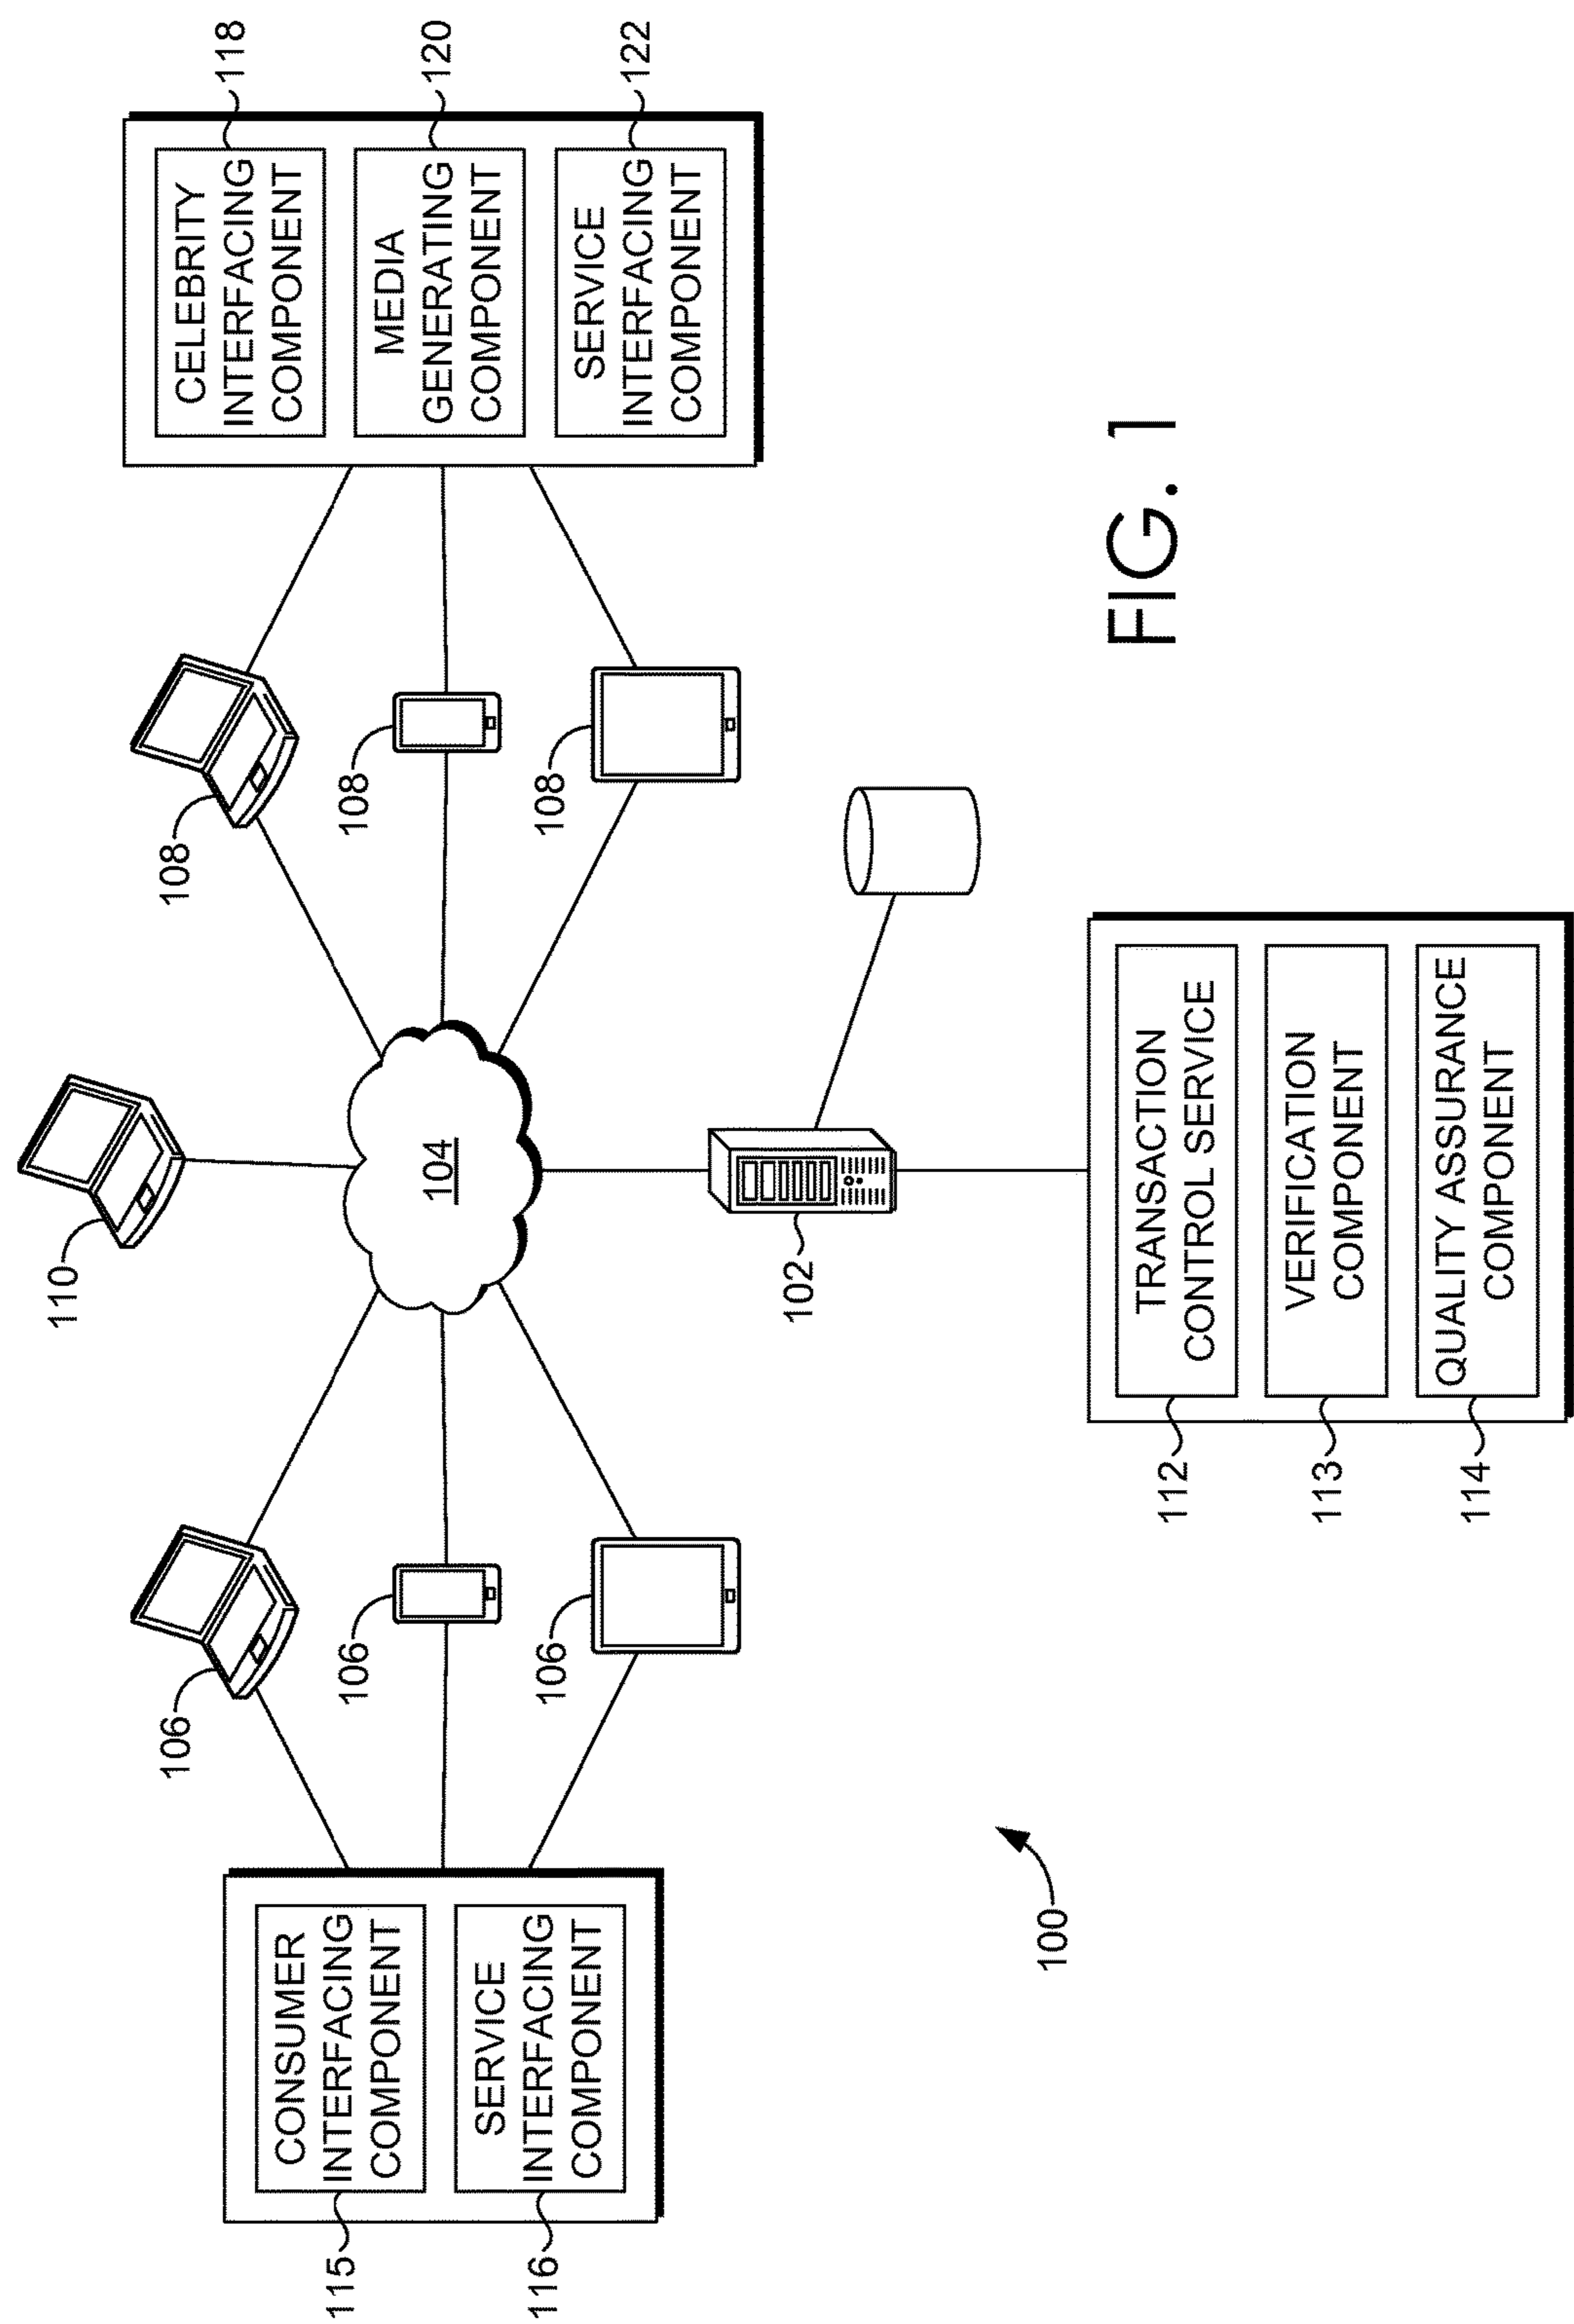 110
108
108
108
106
106
106
104
102
CONSUMER
INTERFACING
COMPONENT
115
SERVICE
INTERFACING
COMPONENT
116
CELEBRITY
INTERFACING
COMPONENT
118
MEDIA
GENERATING
COMPONENT
120
SERVICE
INTERFACING
COMPONENT
122
112
TRANSACTION
CONTROL SERVICE
113
VERIFICATION
COMPONENT
114
QUALITY ASSURANCE
COMPONENT
100
FIG. 1